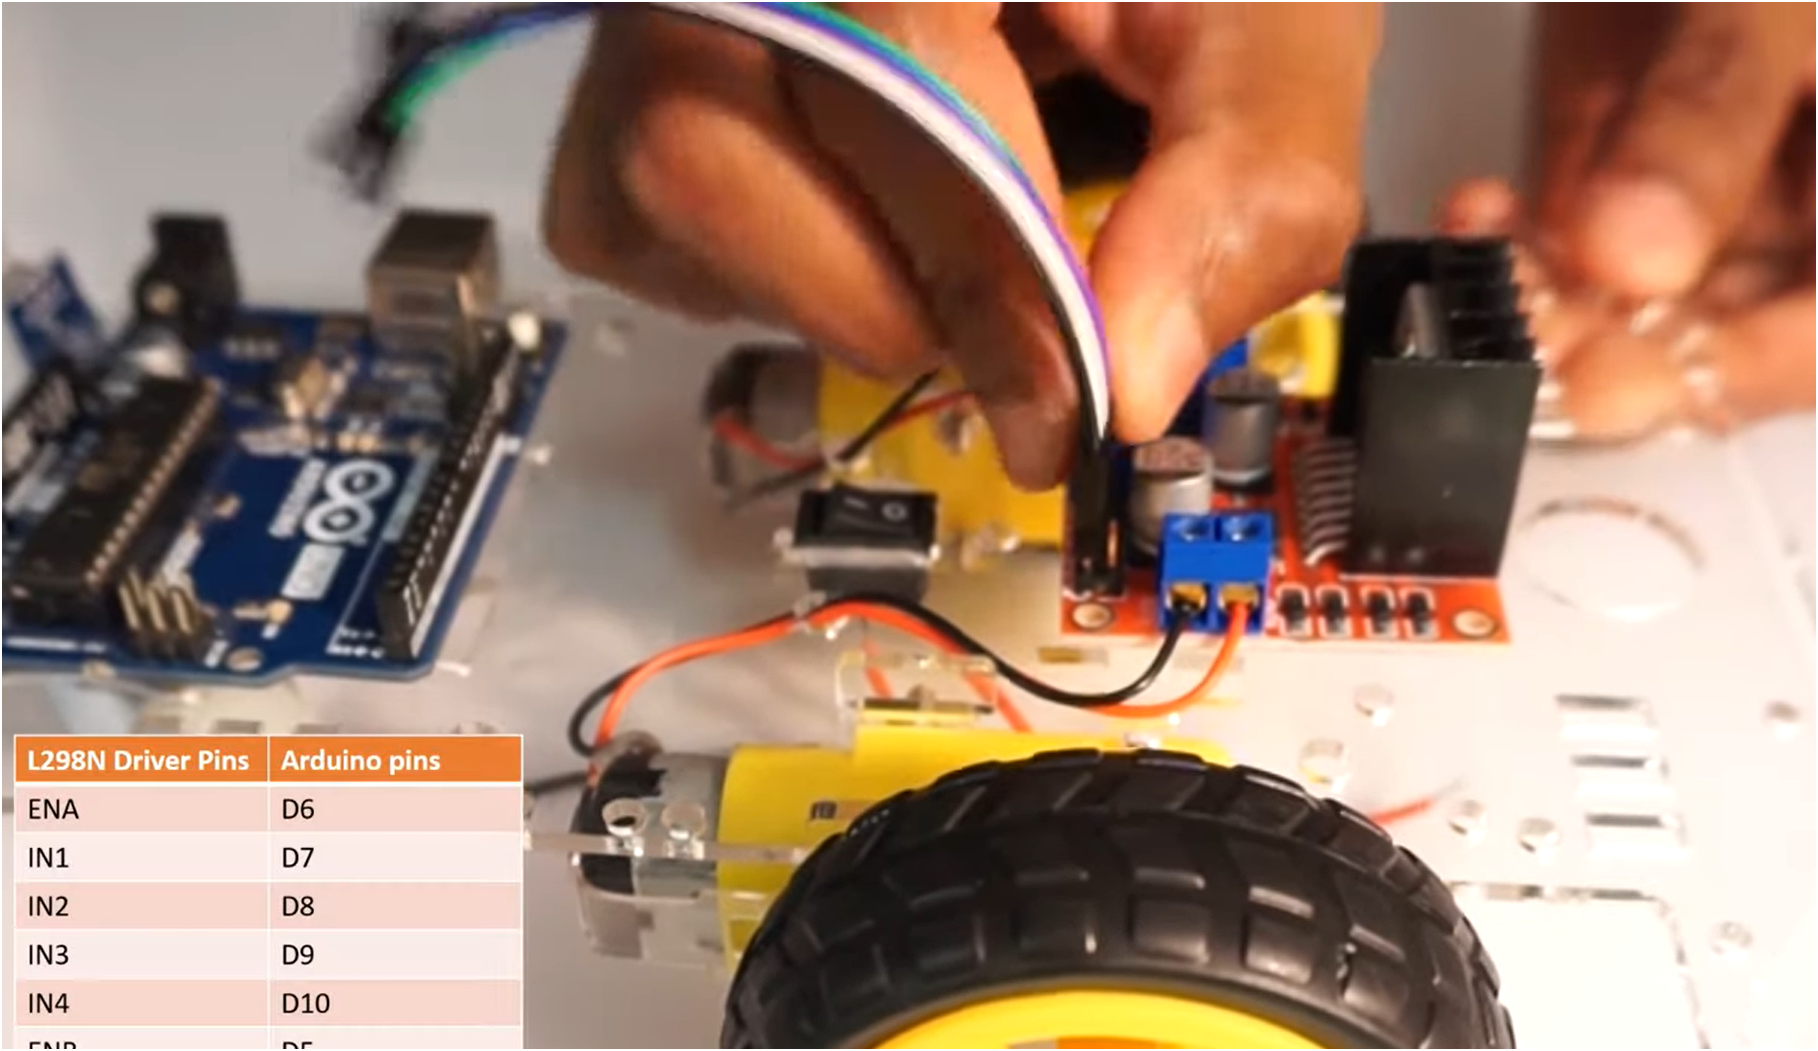 L298N Driver Pins Arduino pins
ENA D6
IN1 D7
IN2 D8
IN3 D9
IN4 D10